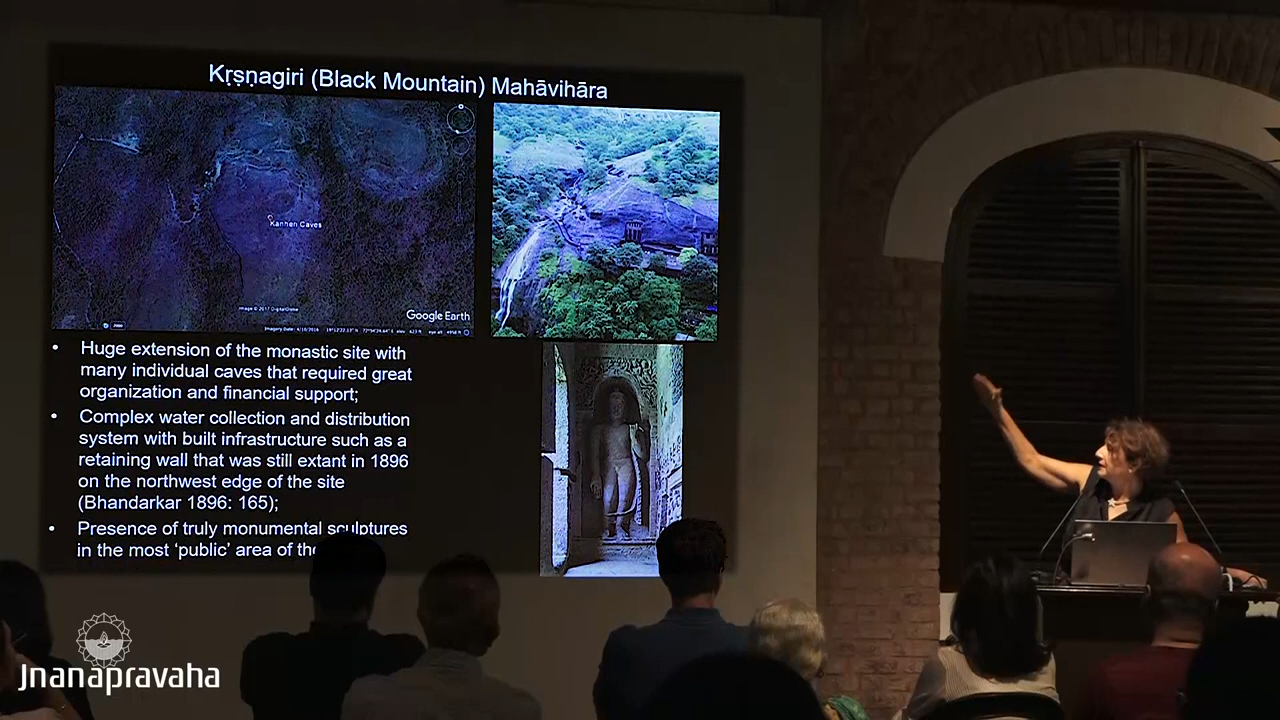 Kṛṣṇagiri (Black Mountain) Mahāvihāra
Kanheri Caves
Image © 2017 DigitalGlobe
Google Earth
• Huge extension of the monastic site with
many individual caves that required great
organization and financial support;
• Complex water collection and distribution
system with built infrastructure such as a
retaining wall that was still extant in 1896
on the northwest edge of the site
(Bhandarkar 1896: 165);
• Presence of truly monumental sculptures
in the most ‘public’ area of the
Jnanapravaha